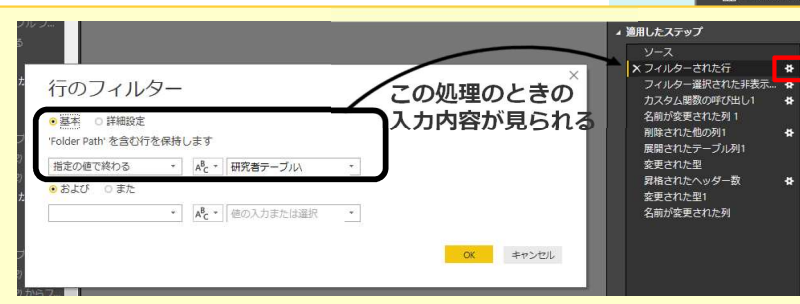 行のフィルター
基本 詳細設定
'Folder Path' を含む行を保持します
指定の値で終わる ABC 研究者テーブル\
および また
ABC 値の入力または選択
OK キャンセル
この処理のときの
入力内容が見られる
適用したステップ
ソース
フィルターされた行
フィルター選択された非表示...
カスタム関数の呼び出し1
名前が変更された列 1
削除された他の列1
展開されたテーブル列1
変更された型
昇格されたヘッダー数
変更された型1
名前が変更された列